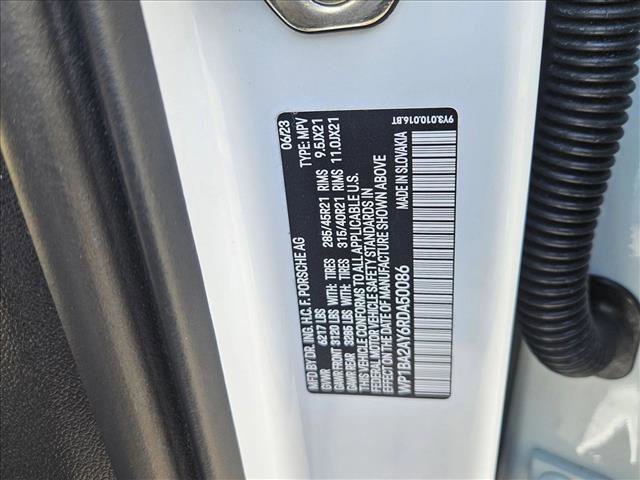 MFD BY DR. ING. H.C. F. PORSCHE AG 06/23
GVWR 6217 LBS TYPE: MPV
GAWR FRONT 3120 LBS WITH: TIRES 285/45R21 RIMS 9.5JX21
GAWR REAR 3286 LBS WITH: TIRES 315/40R21 RIMS 11.0JX21
THIS VEHICLE CONFORMS TO ALL APPLICABLE U.S.
FEDERAL MOTOR VEHICLE SAFETY STANDARDS IN
EFFECT ON THE DATE OF MANUFACTURE SHOWN ABOVE
WP1BA2AY6RDA50086
MADE IN SLOVAKIA
9Y3.010.016.BT